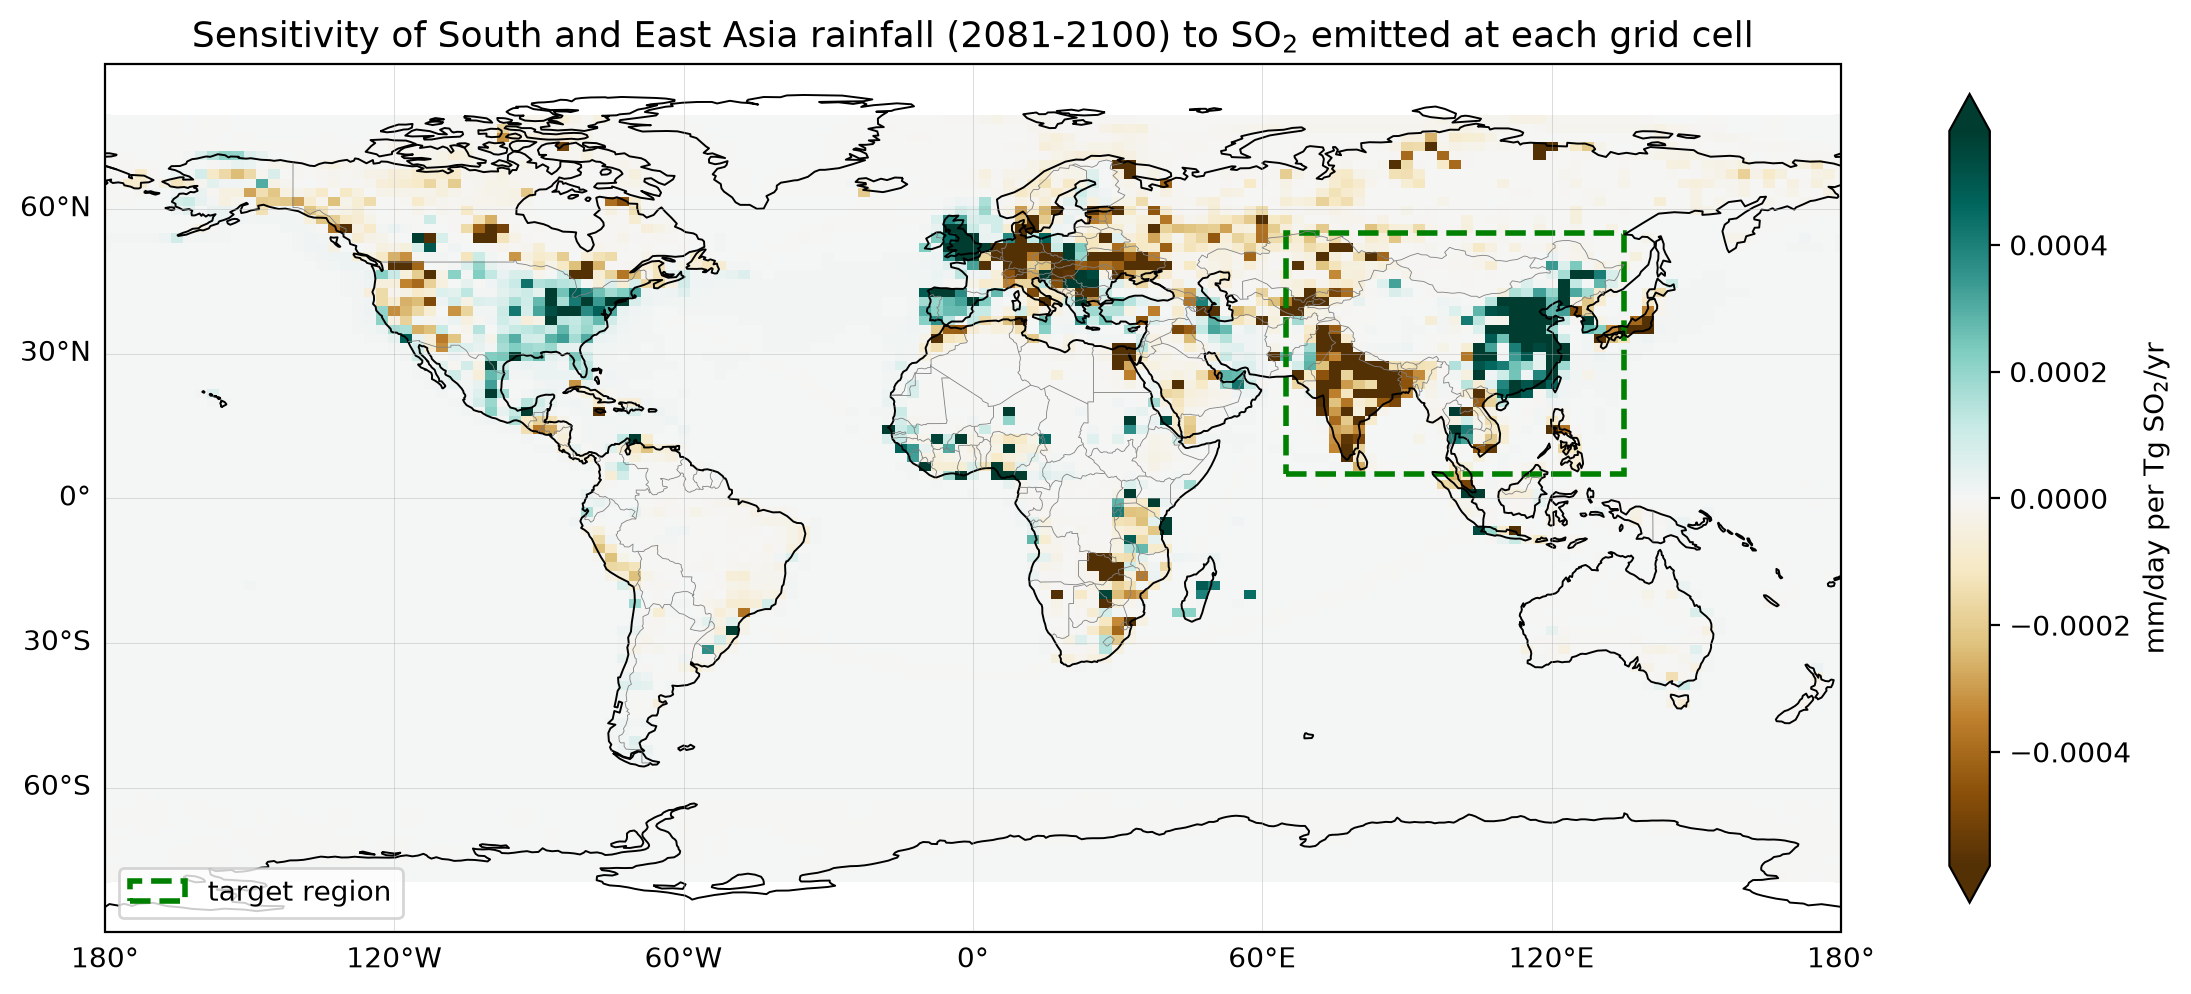 Sensitivity of South and East Asia rainfall (2081-2100) to SO₂ emitted at each grid cell
60°N
30°N
0°
30°S
60°S
180°
120°W
60°W
0°
60°E
120°E
180°
target region
0.0004
0.0002
0.0000
−0.0002
−0.0004
mm/day per Tg SO₂/yr